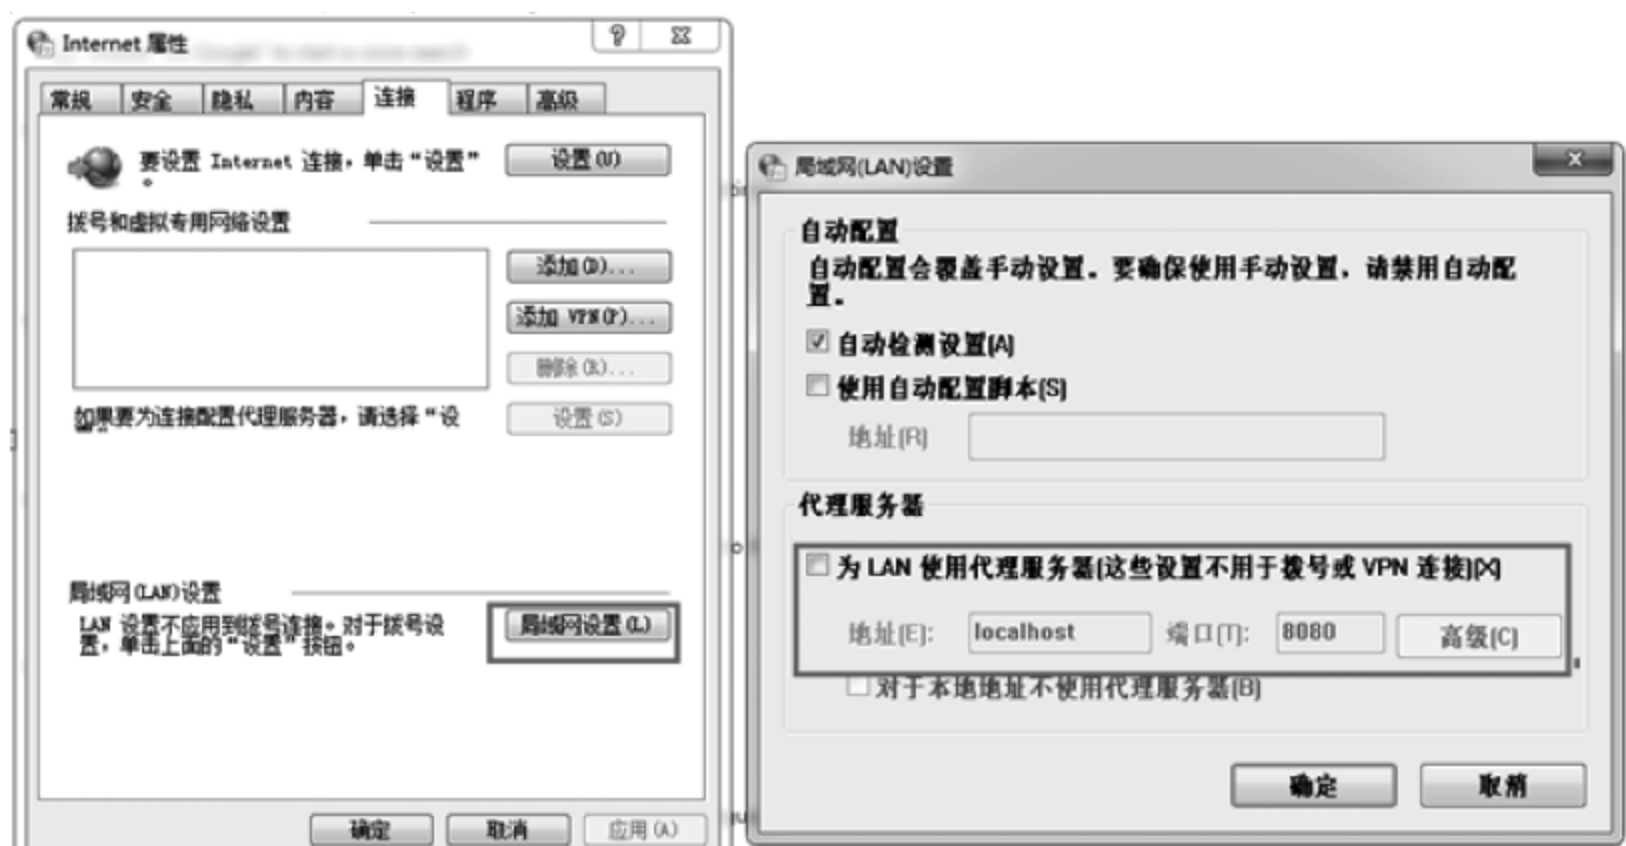 Internet 属性
常规 安全 隐私 内容 连接 程序 高级
要设置 Internet 连接，单击“设置”
。
设置(U)
拨号和虚拟专用网络设置
添加(D)...
添加 VPN(P)...
删除(R)...
如果要为连接配置代理服务器，请选择“设
设置(S)
局域网(LAN)设置
LAN 设置不应用到拨号连接。对于拨号设
置，单击上面的“设置”按钮。
局域网设置(L)
确定 取消 应用(A)
局域网(LAN)设置
自动配置
自动配置会覆盖手动设置。要确保使用手动设置，请禁用自动配
置。
自动检测设置(A)
使用自动配置脚本(S)
地址(R)
代理服务器
为 LAN 使用代理服务器(这些设置不用于拨号或 VPN 连接)(X)
地址(E): localhost 端口(T): 8080 高级(C)
对于本地地址不使用代理服务器(B)
确定 取消